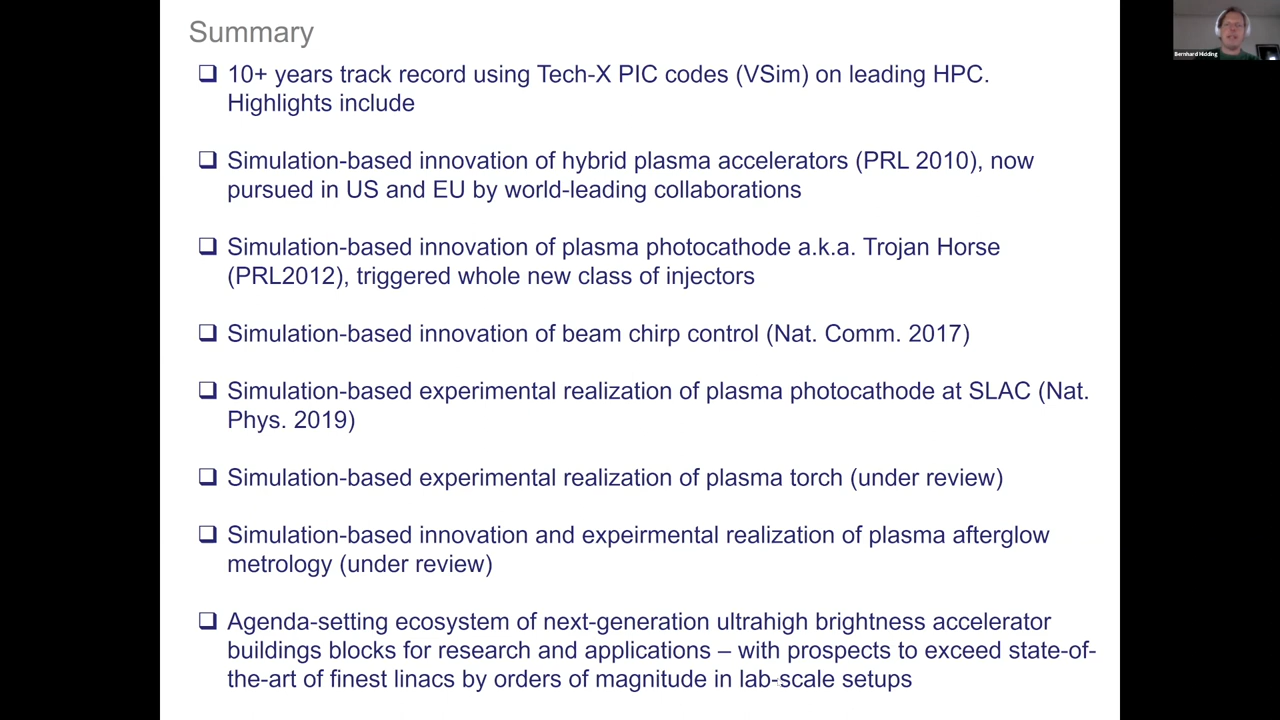 Summary
10+ years track record using Tech-X PIC codes (VSim) on leading HPC.
Highlights include
Simulation-based innovation of hybrid plasma accelerators (PRL 2010), now
pursued in US and EU by world-leading collaborations
Simulation-based innovation of plasma photocathode a.k.a. Trojan Horse
(PRL2012), triggered whole new class of injectors
Simulation-based innovation of beam chirp control (Nat. Comm. 2017)
Simulation-based experimental realization of plasma photocathode at SLAC (Nat.
Phys. 2019)
Simulation-based experimental realization of plasma torch (under review)
Simulation-based innovation and expeirmental realization of plasma afterglow
metrology (under review)
Agenda-setting ecosystem of next-generation ultrahigh brightness accelerator
buildings blocks for research and applications – with prospects to exceed state-of-
the-art of finest linacs by orders of magnitude in lab-scale setups
Bernhard Hidding